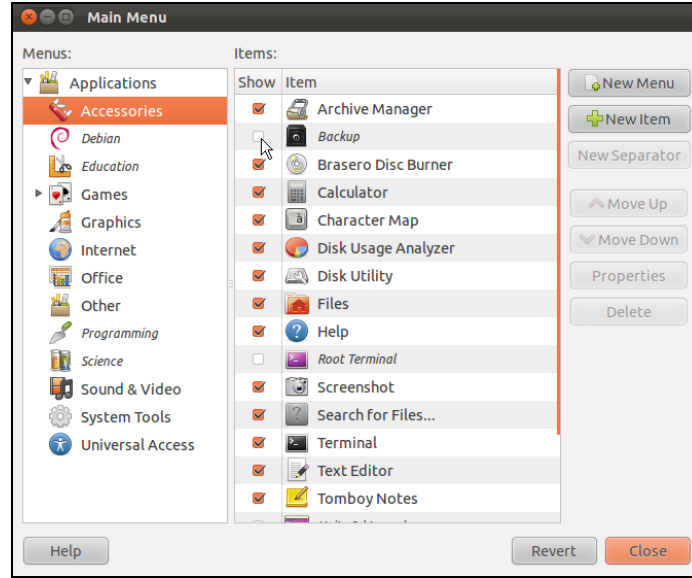 Main Menu
Menus:
Applications
Accessories
Debian
Education
Games
Graphics
Internet
Office
Other
Programming
Science
Sound & Video
System Tools
Universal Access
Items:
Show Item
Archive Manager
Backup
Brasero Disc Burner
Calculator
Character Map
Disk Usage Analyzer
Disk Utility
Files
Help
Root Terminal
Screenshot
Search for Files...
Terminal
Text Editor
Tomboy Notes
New Menu
New Item
New Separator
Move Up
Move Down
Properties
Delete
Help
Revert
Close